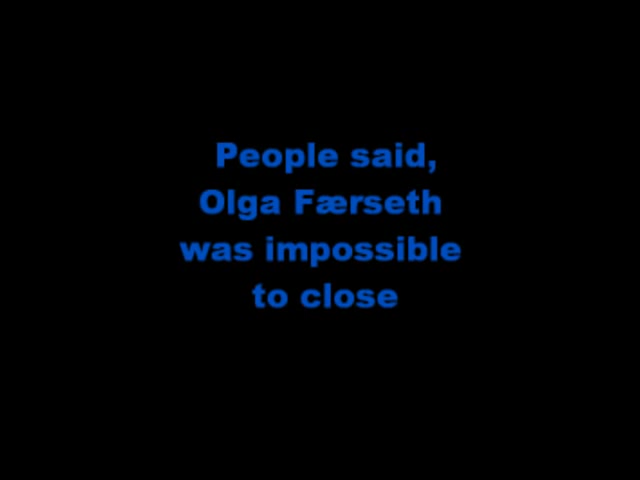 People said,
Olga Færseth
was impossible
to close